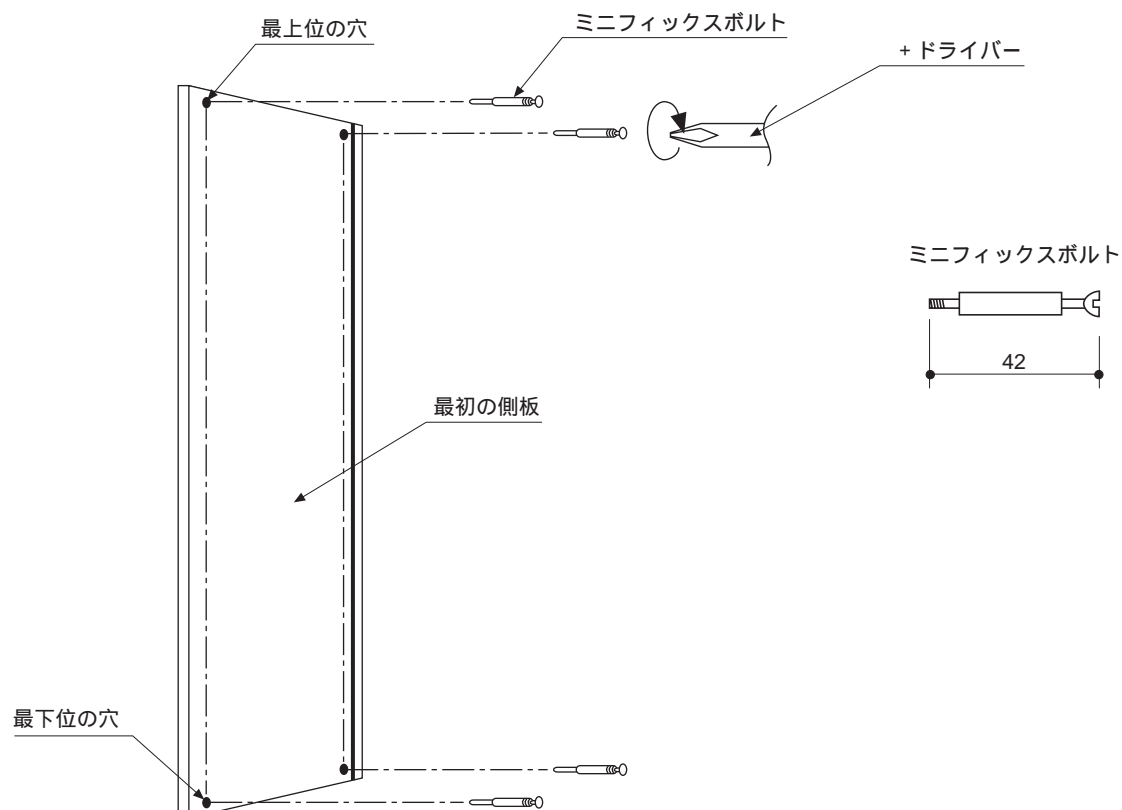 最上位の穴
ミニフィックスボルト
+ ドライバー
ミニフィックスボルト
42
最初の側板
最下位の穴